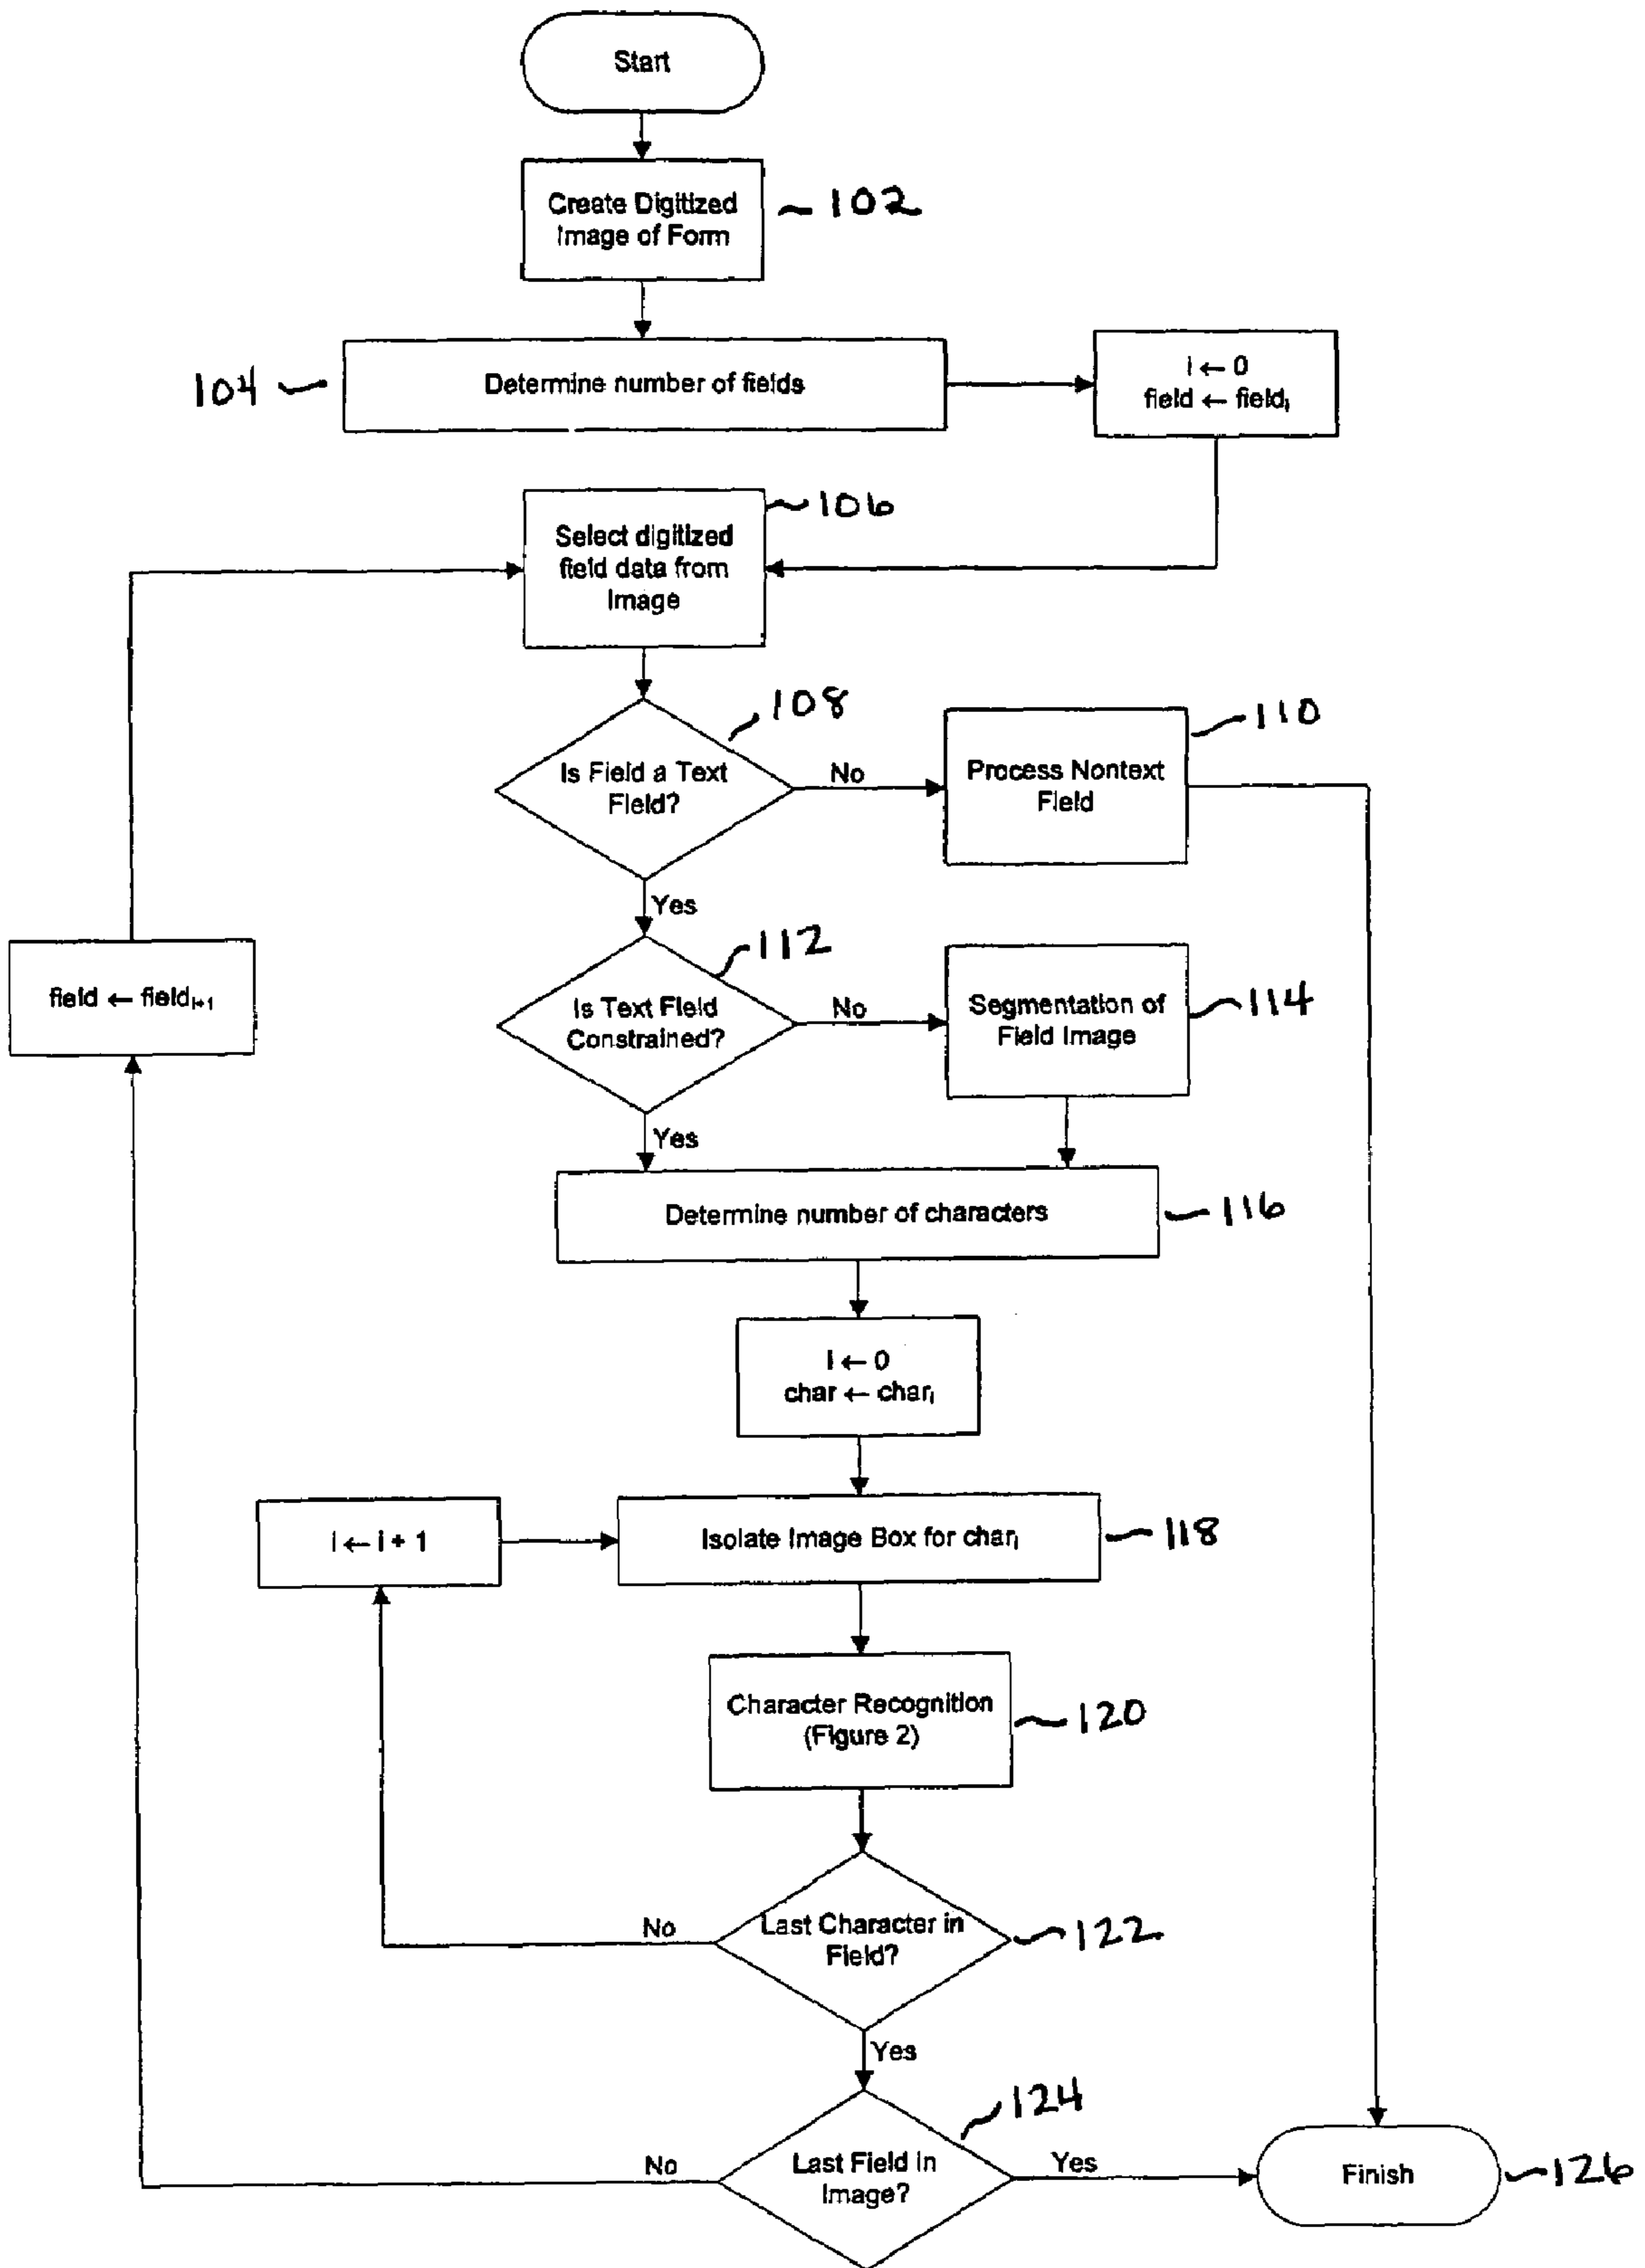 Start
Create Digitized
Image of Form
102
104
Determine number of fields
i ← 0
field ← fieldᵢ
106
Select digitized
field data from
Image
108
Is Field a Text
Field?
No
Process Nontext
Field
110
Yes
112
Is Text Field
Constrained?
No
Segmentation of
Field Image
114
field ← fieldᵢ₊₁
Yes
Determine number of characters
116
i ← 0
char ← charᵢ
i ← i + 1
Isolate Image Box for charᵢ
118
Character Recognition
(Figure 2)
120
No
Last Character in
Field?
122
Yes
124
No
Last Field in
Image?
Yes
Finish
126